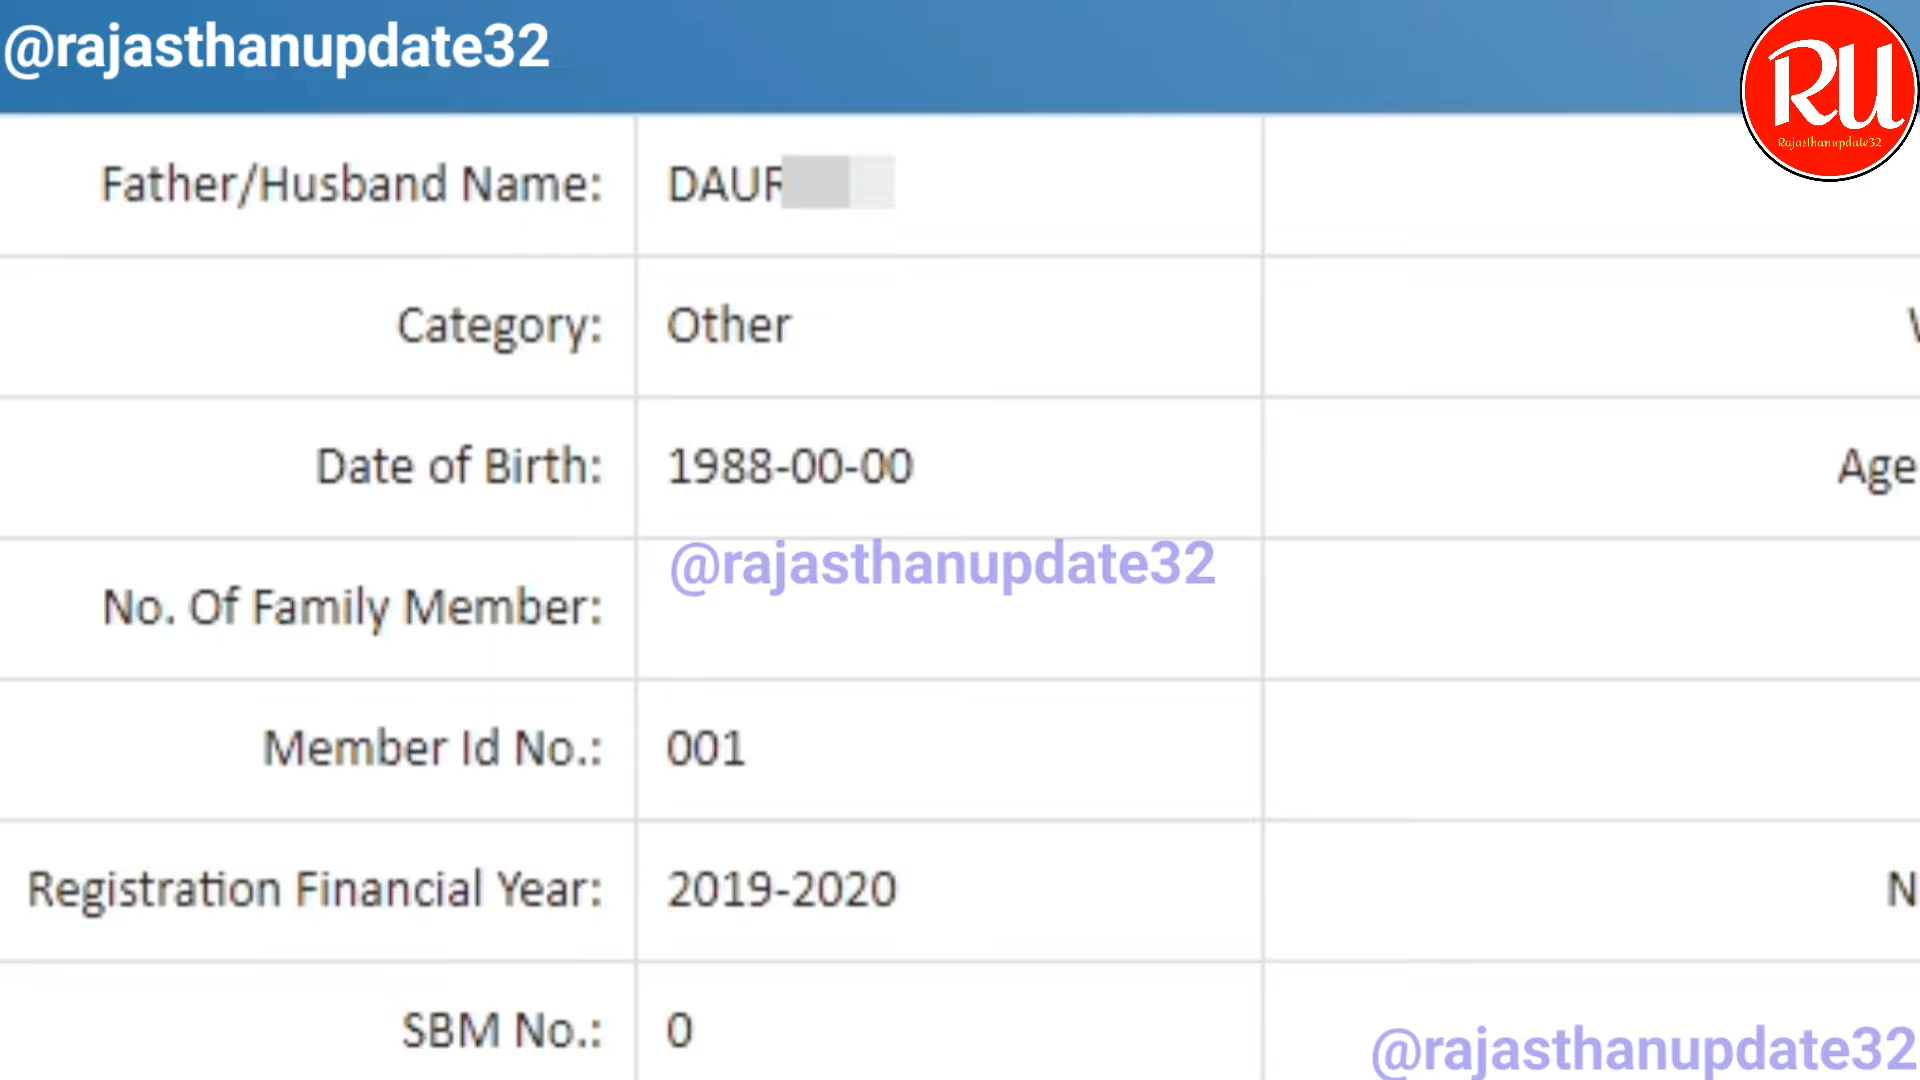 @rajasthanupdate32
RU
Rajasthanupdate32
Father/Husband Name:
Category: Other
Date of Birth: 1988-00-00 Age
@rajasthanupdate32
No. Of Family Member:
Member Id No.: 001
Registration Financial Year: 2019-2020 N
SBM No.: 0
@rajasthanupdate32